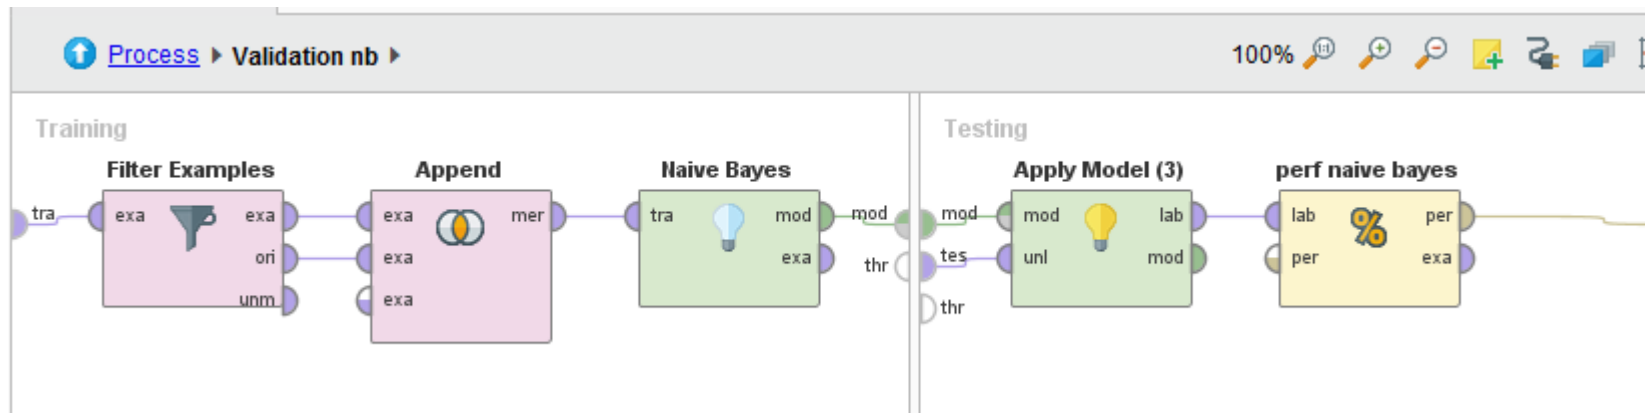 Process Validation nb 100%
Training Testing
Filter Examples Append Naive Bayes Apply Model (3) perf naive bayes
tra exa exa exa mer tra mod mod mod mod lab lab per
ori exa exa thr tes unl mod per exa
unm exa thr